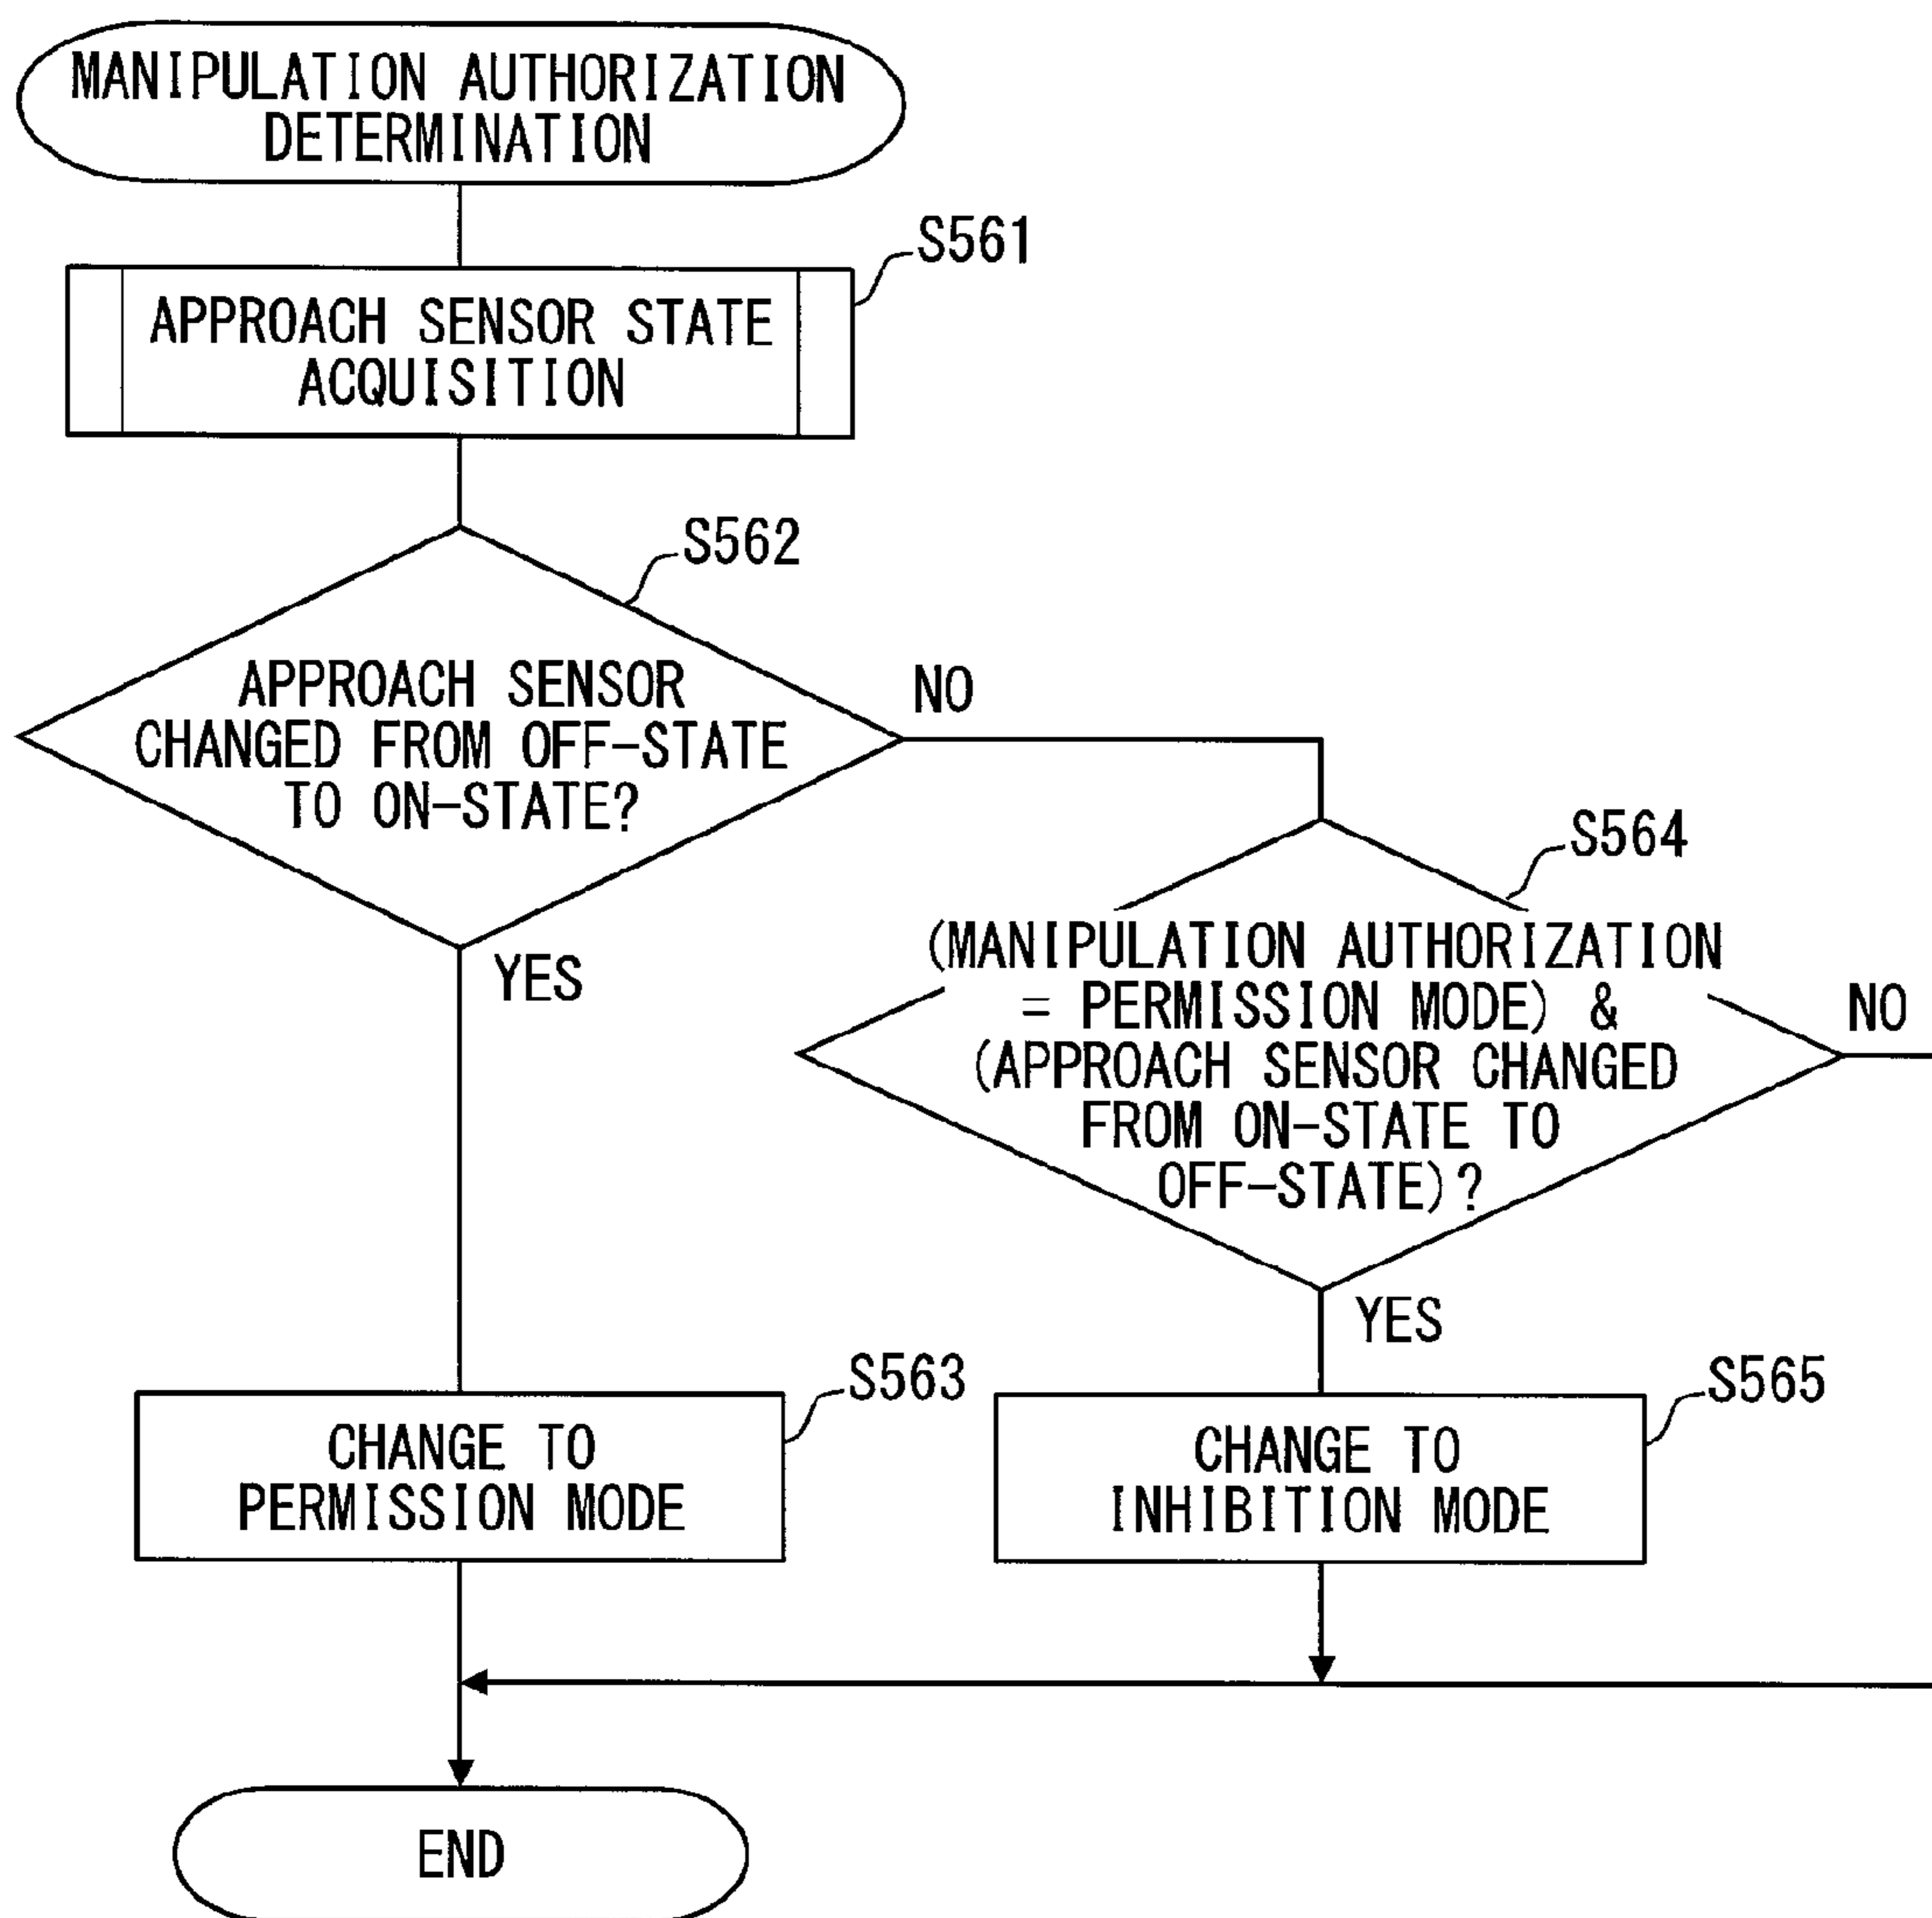 MANIPULATION AUTHORIZATION
DETERMINATION
S561
APPROACH SENSOR STATE
ACQUISITION
S562
APPROACH SENSOR
CHANGED FROM OFF-STATE
TO ON-STATE?
NO
YES
S564
(MANIPULATION AUTHORIZATION
= PERMISSION MODE) &
(APPROACH SENSOR CHANGED
FROM ON-STATE TO
OFF-STATE)?
NO
YES
S563
CHANGE TO
PERMISSION MODE
S565
CHANGE TO
INHIBITION MODE
END